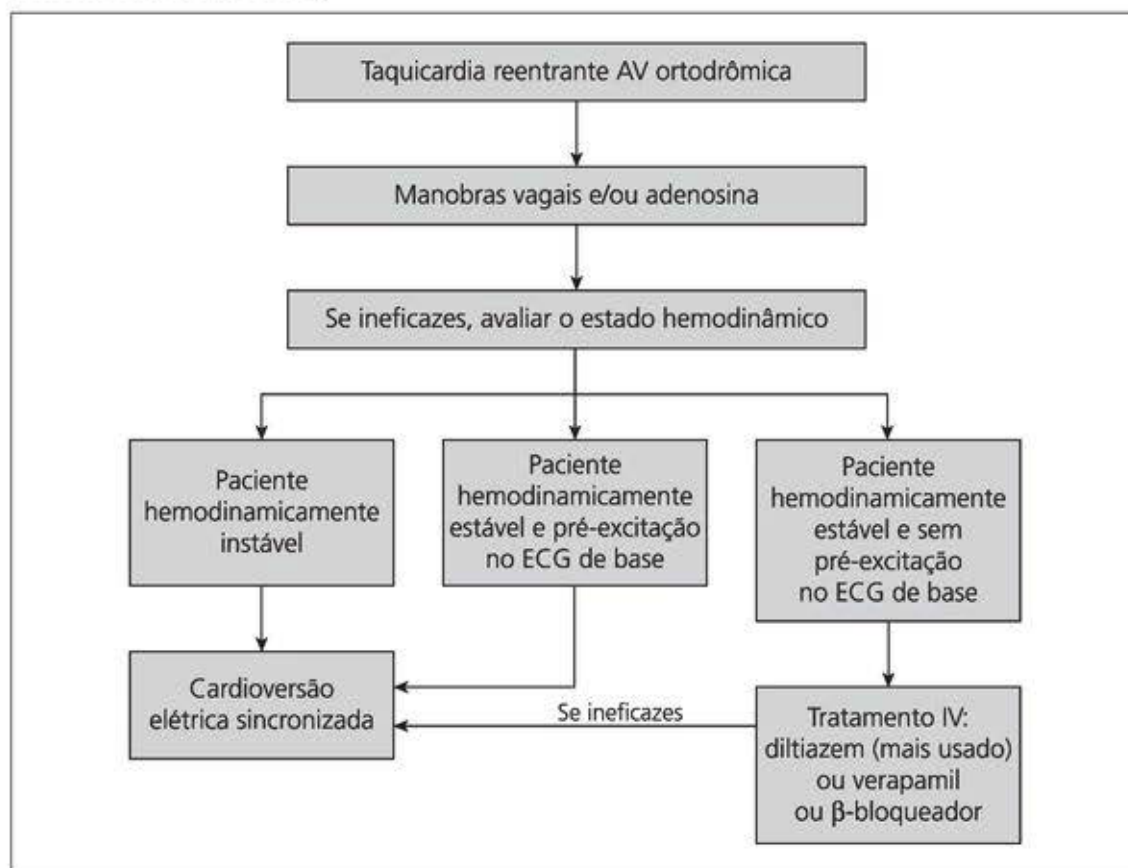 Taquicardia reentrante AV ortodrômica
Manobras vagais e/ou adenosina
Se ineficazes, avaliar o estado hemodinâmico
Paciente
hemodinamicamente
instável
Paciente
hemodinamicamente
estável e pré-excitação
no ECG de base
Paciente
hemodinamicamente
estável e sem
pré-excitação
no ECG de base
Cardioversão
elétrica sincronizada
Se ineficazes
Tratamento IV:
diltiazem (mais usado)
ou verapamil
ou β-bloqueador